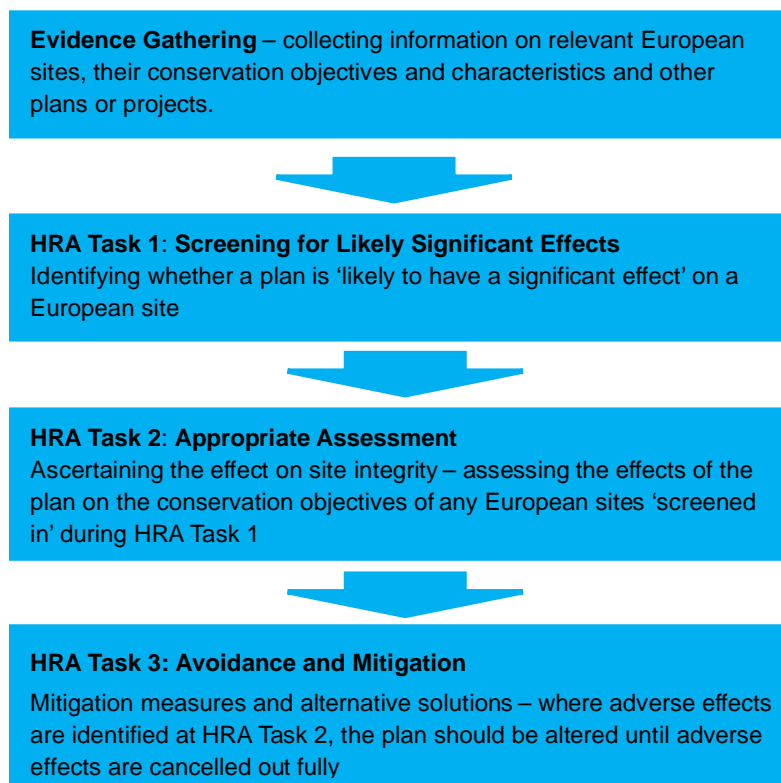 Evidence Gathering – collecting information on relevant European
sites, their conservation objectives and characteristics and other
plans or projects.
HRA Task 1: Screening for Likely Significant Effects
Identifying whether a plan is ‘likely to have a significant effect’ on a
European site
HRA Task 2: Appropriate Assessment
Ascertaining the effect on site integrity – assessing the effects of the
plan on the conservation objectives of any European sites ‘screened
in’ during HRA Task 1
HRA Task 3: Avoidance and Mitigation
Mitigation measures and alternative solutions – where adverse effects
are identified at HRA Task 2, the plan should be altered until adverse
effects are cancelled out fully